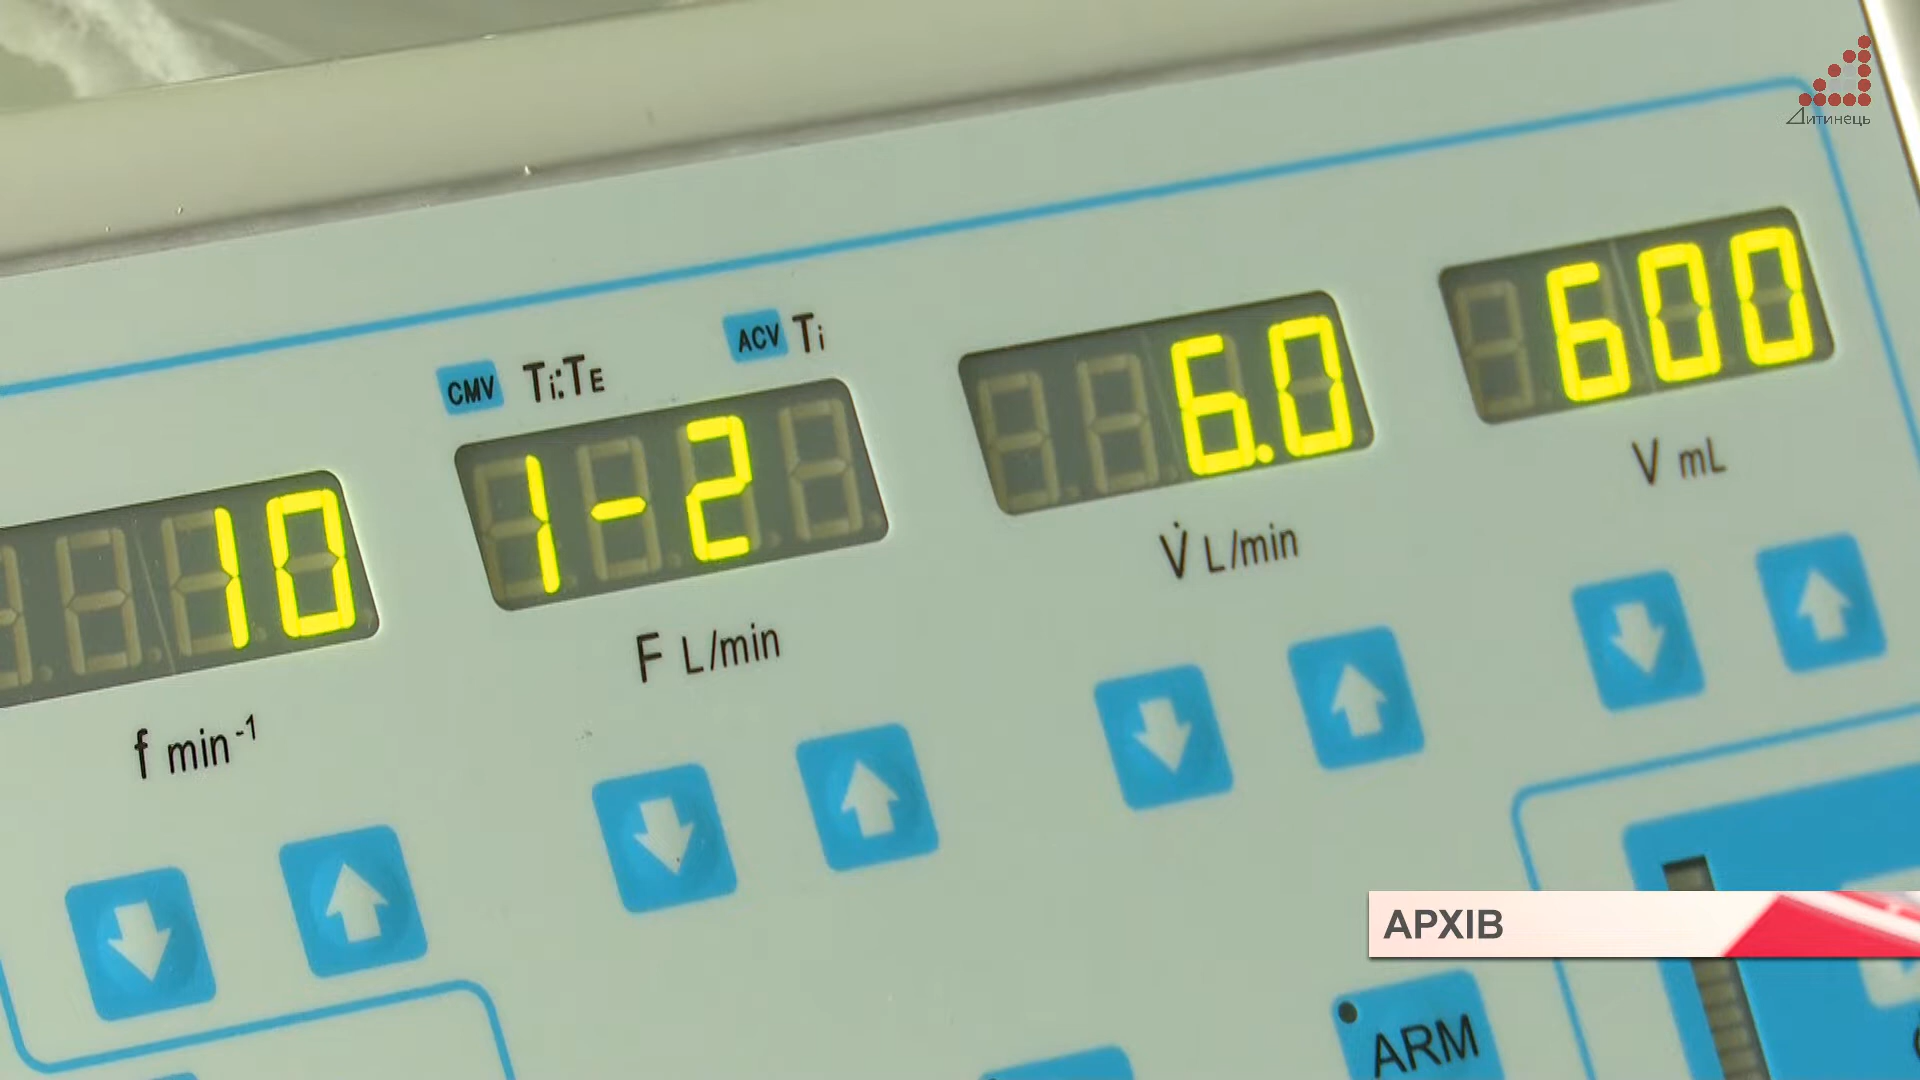 Дитинець
ACV Ti
CMV Ti:TE
10
1-2
6.0
600
f min-1
F L/min
V̇ L/min
V mL
АРХІВ
ARM